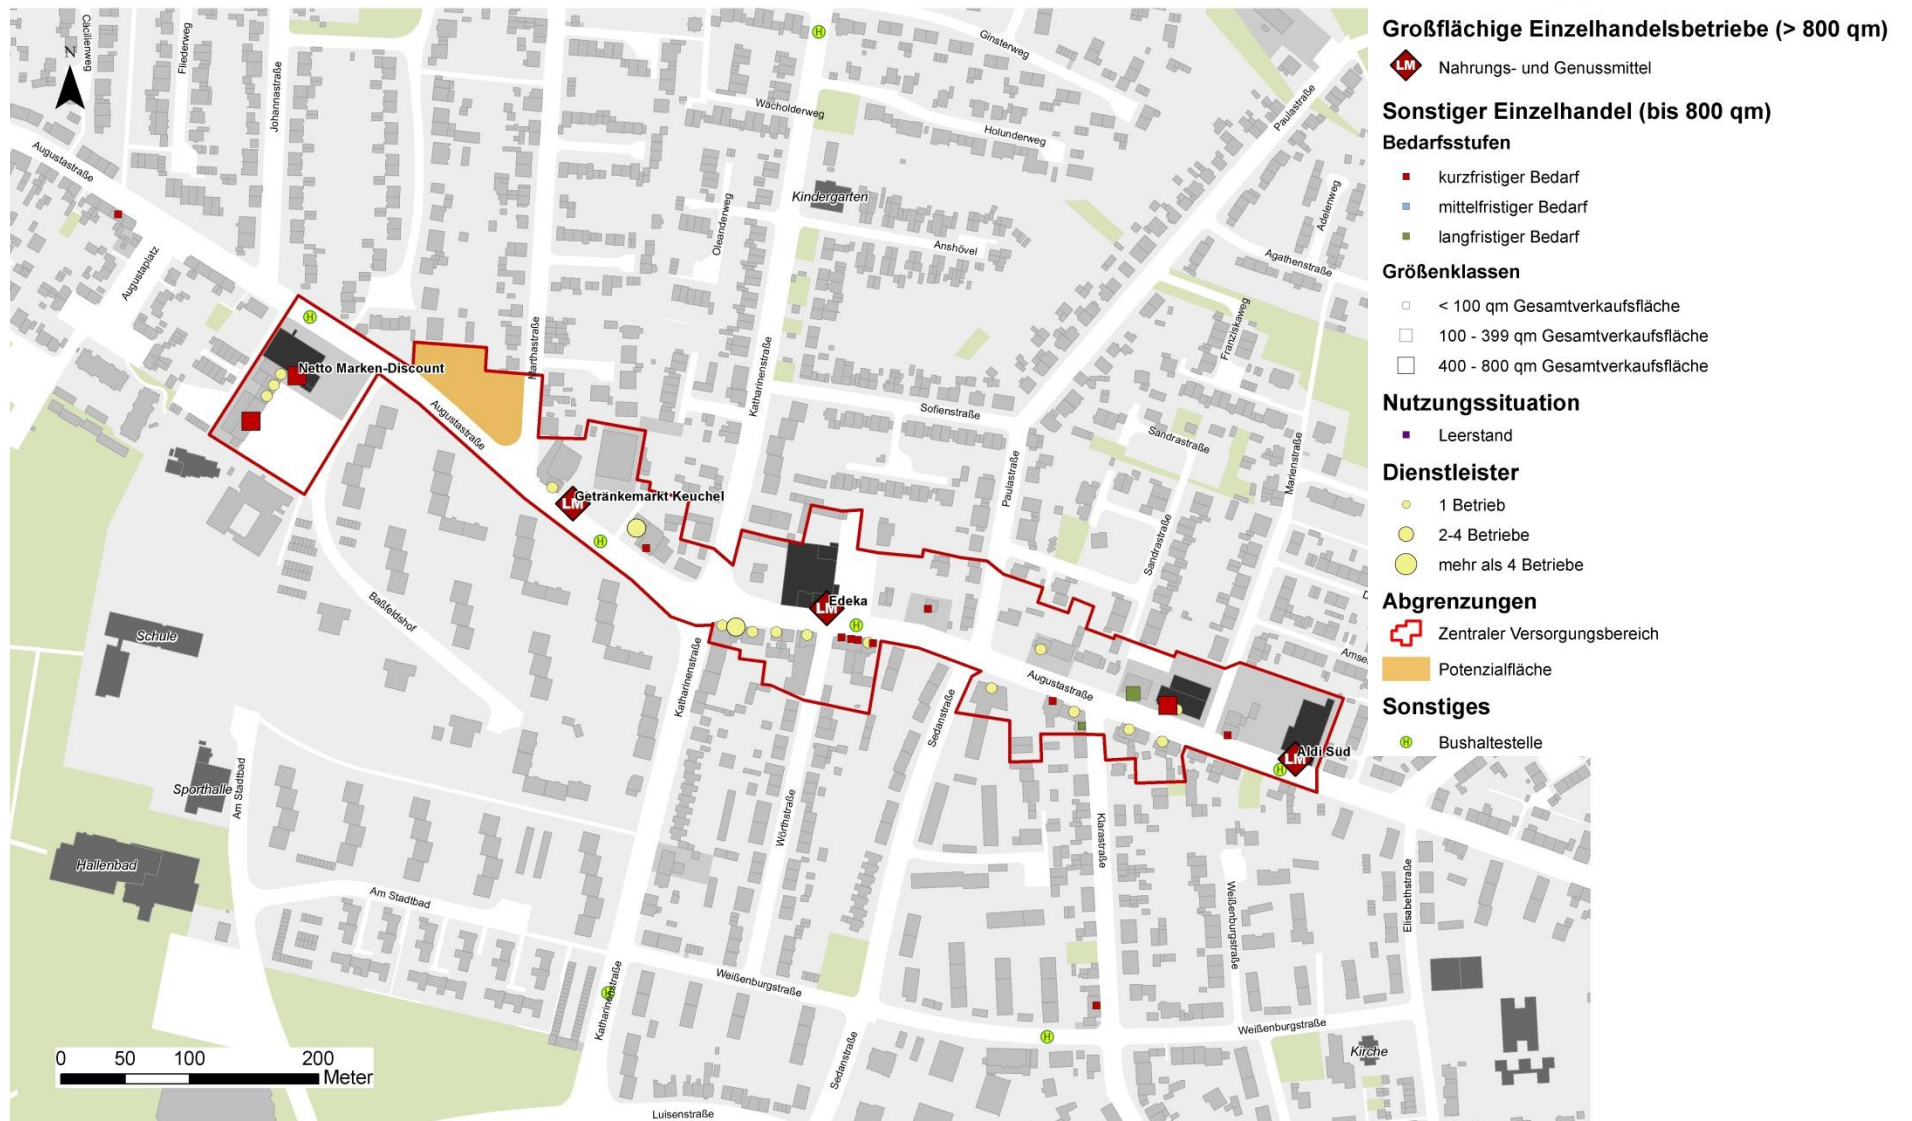 N
Cäcilienweg
Fliederweg
Johannastraße
Ginsterweg
Wacholderweg
Holunderweg
Paulastraße
Augustastraße
Kindergarten
Oleanderweg
Anshövel
Adelenweg
Agathenstraße
Augustaplatz
Franziskaweg
Marthastraße
Katharinenstraße
Netto Marken-Discount
Augustastraße
Sofienstraße
Sandrastraße
Marienstraße
Paulastraße
Getränkemarkt Keuchel
LM
Sandrastraße
Baßfeldshof
Edeka
LM
Schule
Katharinenstraße
Augustastraße
Sedanstraße
Aldi Süd
LM
Sporthalle
Am Stadtbad
Wörthstraße
Klarastraße
Hallenbad
Am Stadtbad
Weißenburgstraße
Elisabethstraße
Weißenburgstraße
Katharinenstraße
Weißenburgstraße
Sedanstraße
Kirche
Luisenstraße
0 50 100 200
Meter
H
H
H
H
H
H
H
Großflächige Einzelhandelsbetriebe (> 800 qm)
LM Nahrungs- und Genussmittel
Sonstiger Einzelhandel (bis 800 qm)
Bedarfsstufen
kurzfristiger Bedarf
mittelfristiger Bedarf
langfristiger Bedarf
Größenklassen
< 100 qm Gesamtverkaufsfläche
100 - 399 qm Gesamtverkaufsfläche
400 - 800 qm Gesamtverkaufsfläche
Nutzungssituation
Leerstand
Dienstleister
1 Betrieb
2-4 Betriebe
mehr als 4 Betriebe
Abgrenzungen
Zentraler Versorgungsbereich
Potenzialfläche
Sonstiges
H Bushaltestelle